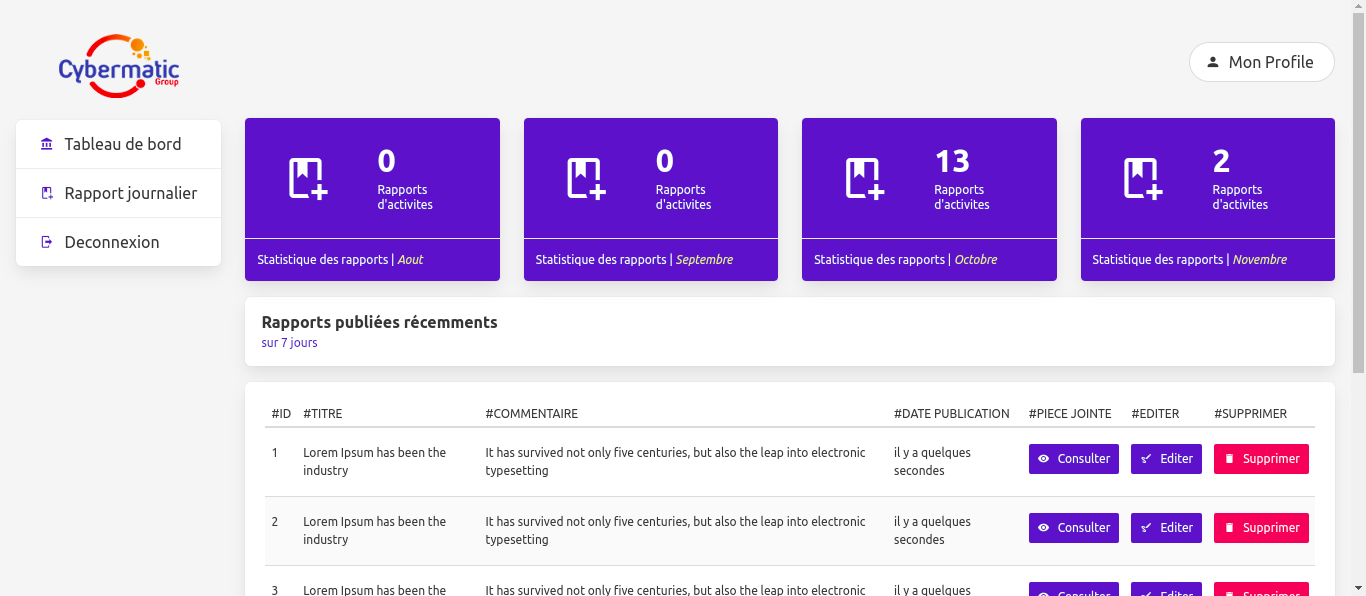 Cybermatic
Group
Mon Profile
Tableau de bord
Rapport journalier
Deconnexion
0
Rapports
d'activites
Statistique des rapports | Aout
0
Rapports
d'activites
Statistique des rapports | Septembre
13
Rapports
d'activites
Statistique des rapports | Octobre
2
Rapports
d'activites
Statistique des rapports | Novembre
Rapports publiées récemments
sur 7 jours
#ID #TITRE #COMMENTAIRE #DATE PUBLICATION #PIECE JOINTE #EDITER #SUPPRIMER
1 Lorem Ipsum has been the It has survived not only five centuries, but also the leap into electronic il y a quelques Consulter Editer Supprimer
industry typesetting secondes
2 Lorem Ipsum has been the It has survived not only five centuries, but also the leap into electronic il y a quelques Consulter Editer Supprimer
industry typesetting secondes
3 Lorem Ipsum has been the It has survived not only five centuries, but also the leap into electronic il y a quelques Consulter Editer Supprimer